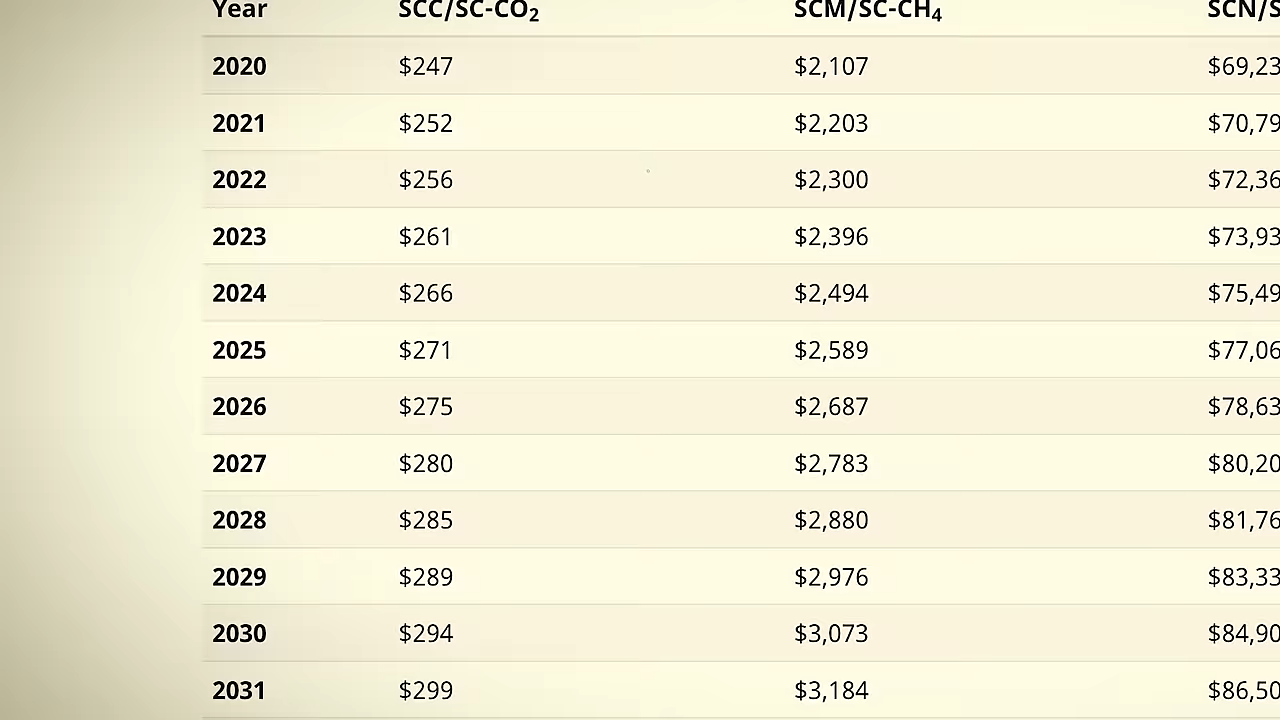 Year SCC/SC-CO₂ SCM/SC-CH₄ SCN/S
2020 $247 $2,107 $69,23
2021 $252 $2,203 $70,79
2022 $256 $2,300 $72,36
2023 $261 $2,396 $73,93
2024 $266 $2,494 $75,49
2025 $271 $2,589 $77,06
2026 $275 $2,687 $78,63
2027 $280 $2,783 $80,20
2028 $285 $2,880 $81,76
2029 $289 $2,976 $83,33
2030 $294 $3,073 $84,90
2031 $299 $3,184 $86,50